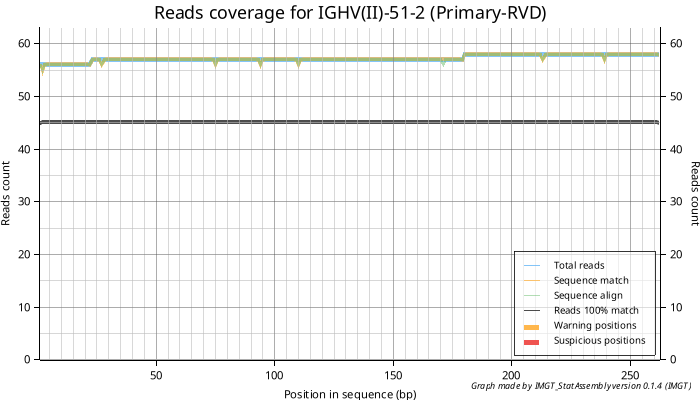 Reads coverage for IGHV(II)-51-2 (Primary-RVD)
60
50
40
30
20
10
0
Reads count
60
50
40
30
20
10
0
Reads count
Total reads
Sequence match
Sequence align
Reads 100% match
Warning positions
Suspicious positions
50
100
150
200
250
Position in sequence (bp)
Graph made by IMGT_StatAssembly version 0.1.4 (IMGT)